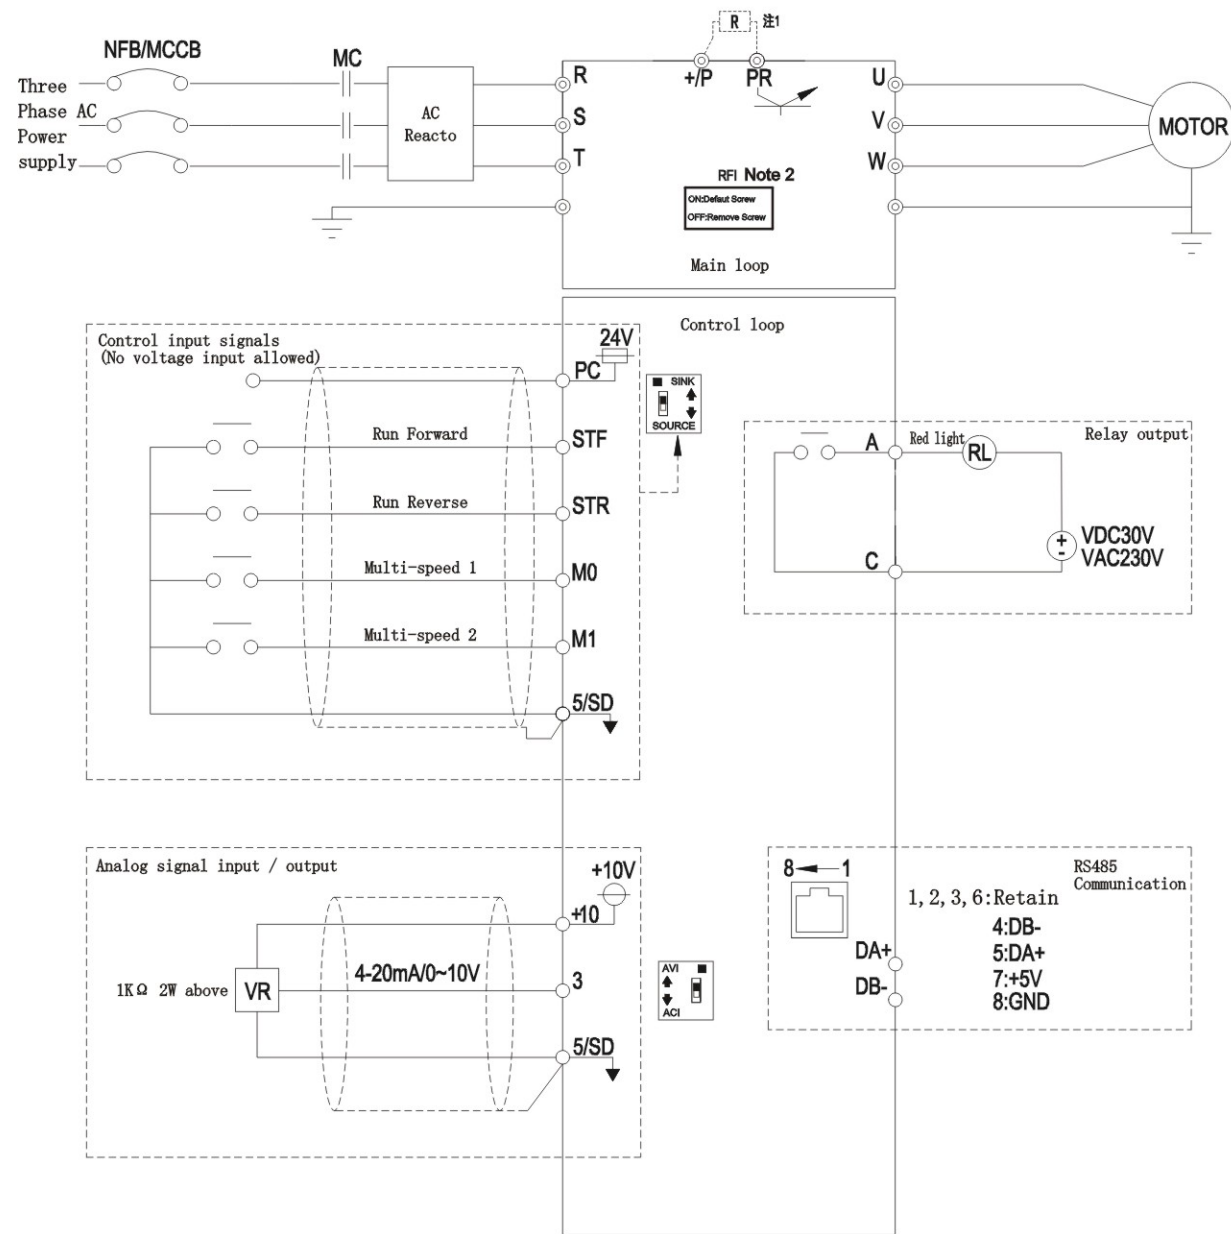 R 注1
NFB/MCCB
MC
+/P PR
Three
Phase AC
Power
supply
AC
Reacto
R
S
T
U
V
W
MOTOR
RFI Note 2
ON:Defaut Screw
OFF:Remove Screw
Main loop
Control loop
Control input signals
(No voltage input allowed)
24V
PC
SINK
SOURCE
Run Forward
STF
Run Reverse
STR
Multi-speed 1
M0
Multi-speed 2
M1
5/SD
Relay output
A
Red light
RL
C
+
-
VDC30V
VAC230V
Analog signal input / output
+10V
+10
4-20mA/0~10V
3
1KΩ 2W above
VR
5/SD
AVI
ACI
RS485
Communication
8 1
1,2,3,6:Retain
4:DB-
5:DA+
7:+5V
8:GND
DA+
DB-